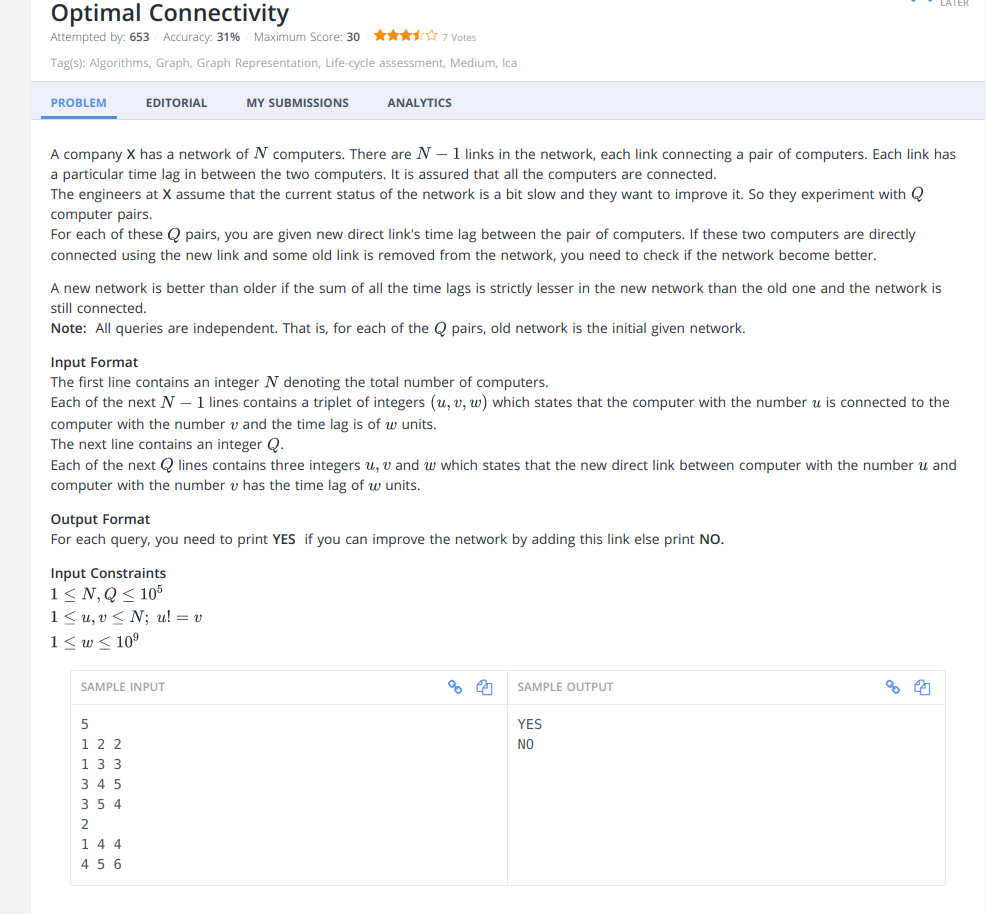 LATER
Optimal Connectivity
Attempted by: 653 / Accuracy: 31% / Maximum Score: 30 / 7 Votes
Tag(s): Algorithms, Graph, Graph Representation, Life-cycle assessment, Medium, lca
PROBLEM EDITORIAL MY SUBMISSIONS ANALYTICS
A company X has a network of N computers. There are N − 1 links in the network, each link connecting a pair of computers. Each link has
a particular time lag in between the two computers. It is assured that all the computers are connected.
The engineers at X assume that the current status of the network is a bit slow and they want to improve it. So they experiment with Q
computer pairs.
For each of these Q pairs, you are given new direct link's time lag between the pair of computers. If these two computers are directly
connected using the new link and some old link is removed from the network, you need to check if the network become better.
A new network is better than older if the sum of all the time lags is strictly lesser in the new network than the old one and the network is
still connected.
Note: All queries are independent. That is, for each of the Q pairs, old network is the initial given network.
Input Format
The first line contains an integer N denoting the total number of computers.
Each of the next N − 1 lines contains a triplet of integers (u, v, w) which states that the computer with the number u is connected to the
computer with the number v and the time lag is of w units.
The next line contains an integer Q.
Each of the next Q lines contains three integers u, v and w which states that the new direct link between computer with the number u and
computer with the number v has the time lag of w units.
Output Format
For each query, you need to print YES if you can improve the network by adding this link else print NO.
Input Constraints
1 ≤ N, Q ≤ 10⁵
1 ≤ u, v ≤ N; u! = v
1 ≤ w ≤ 10⁹
SAMPLE INPUT
5
1 2 2
1 3 3
3 4 5
3 5 4
2
1 4 4
4 5 6
SAMPLE OUTPUT
YES
NO